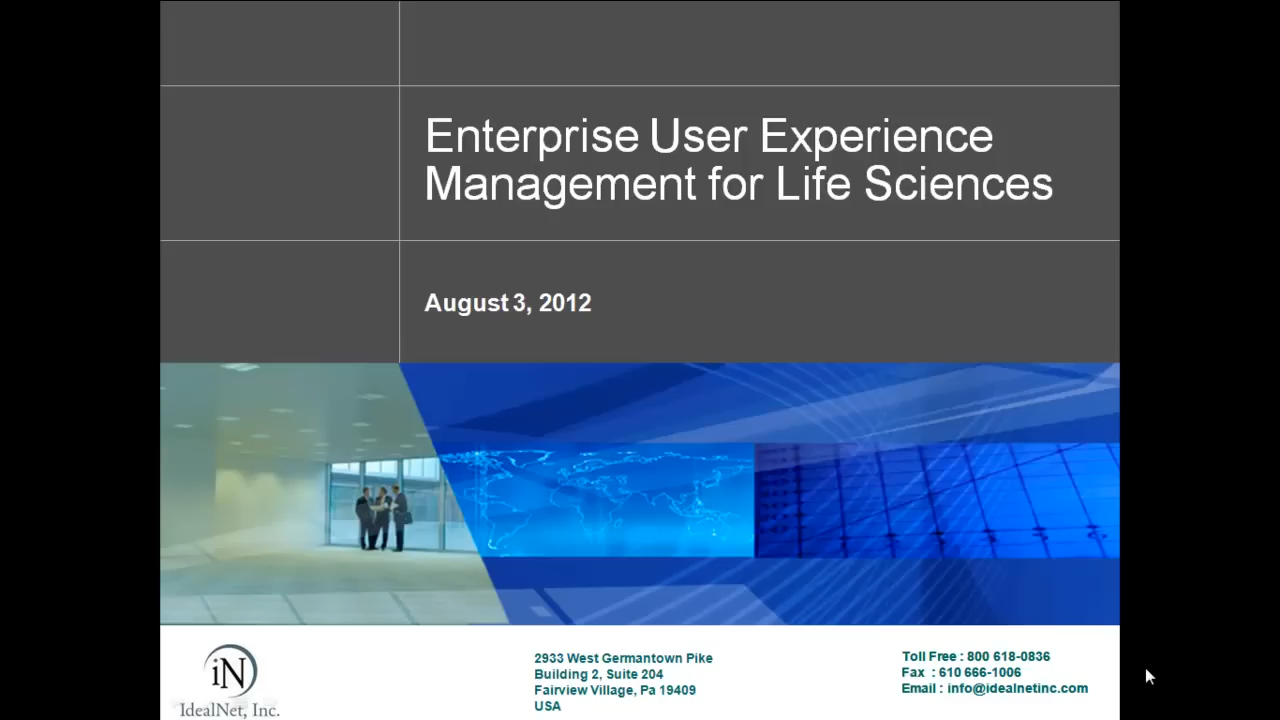 Enterprise User Experience
Management for Life Sciences
August 3, 2012
iN
IdealNet, Inc.
2933 West Germantown Pike
Building 2, Suite 204
Fairview Village, Pa 19409
USA
Toll Free : 800 618-0836
Fax : 610 666-1006
Email : info@idealnetinc.com